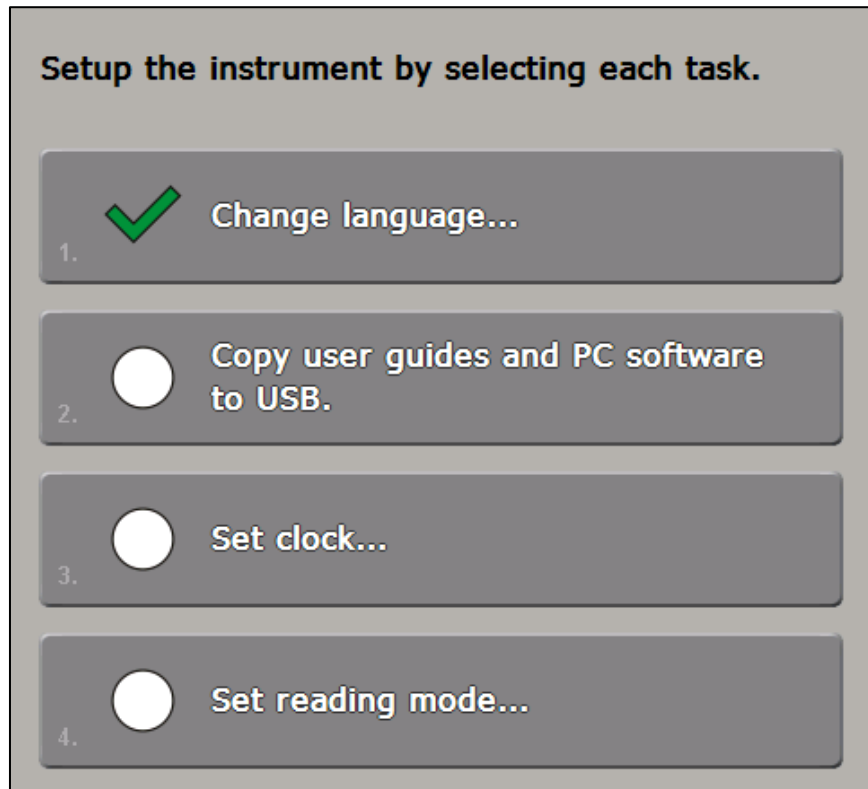 Setup the instrument by selecting each task.
Change language...
1.
Copy user guides and PC software
to USB.
2.
Set clock...
3.
Set reading mode...
4.